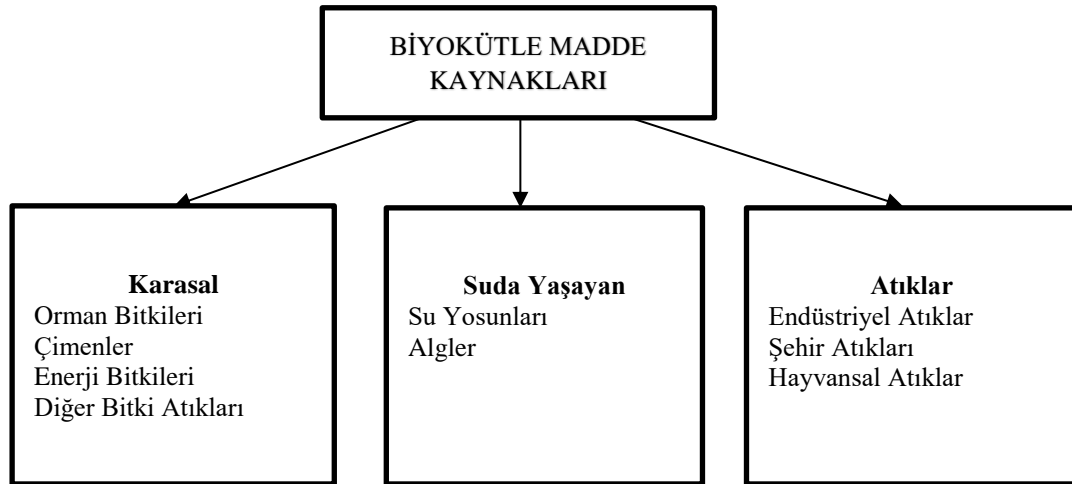 BİYOKÜTLE MADDE
KAYNAKLARI
Karasal
Orman Bitkileri
Çimenler
Enerji Bitkileri
Diğer Bitki Atıkları
Suda Yaşayan
Su Yosunları
Algler
Atıklar
Endüstriyel Atıklar
Şehir Atıkları
Hayvansal Atıklar